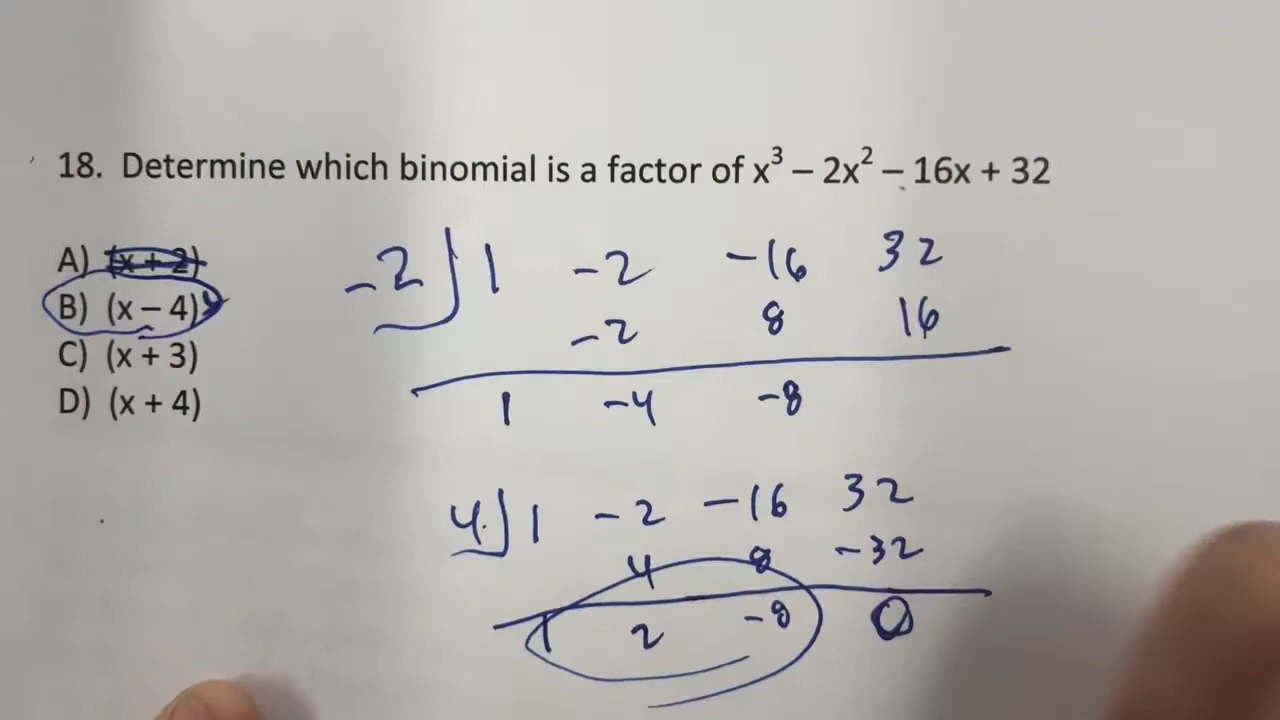 18. Determine which binomial is a factor of x³ – 2x² – 16x + 32
A) (x + 2)
B) (x – 4)
C) (x + 3)
D) (x + 4)
-2 1 -2 -16 32
-2 8 16
1 -4 -8
4 1 -2 -16 32
4 8 -32
1 2 -8 0